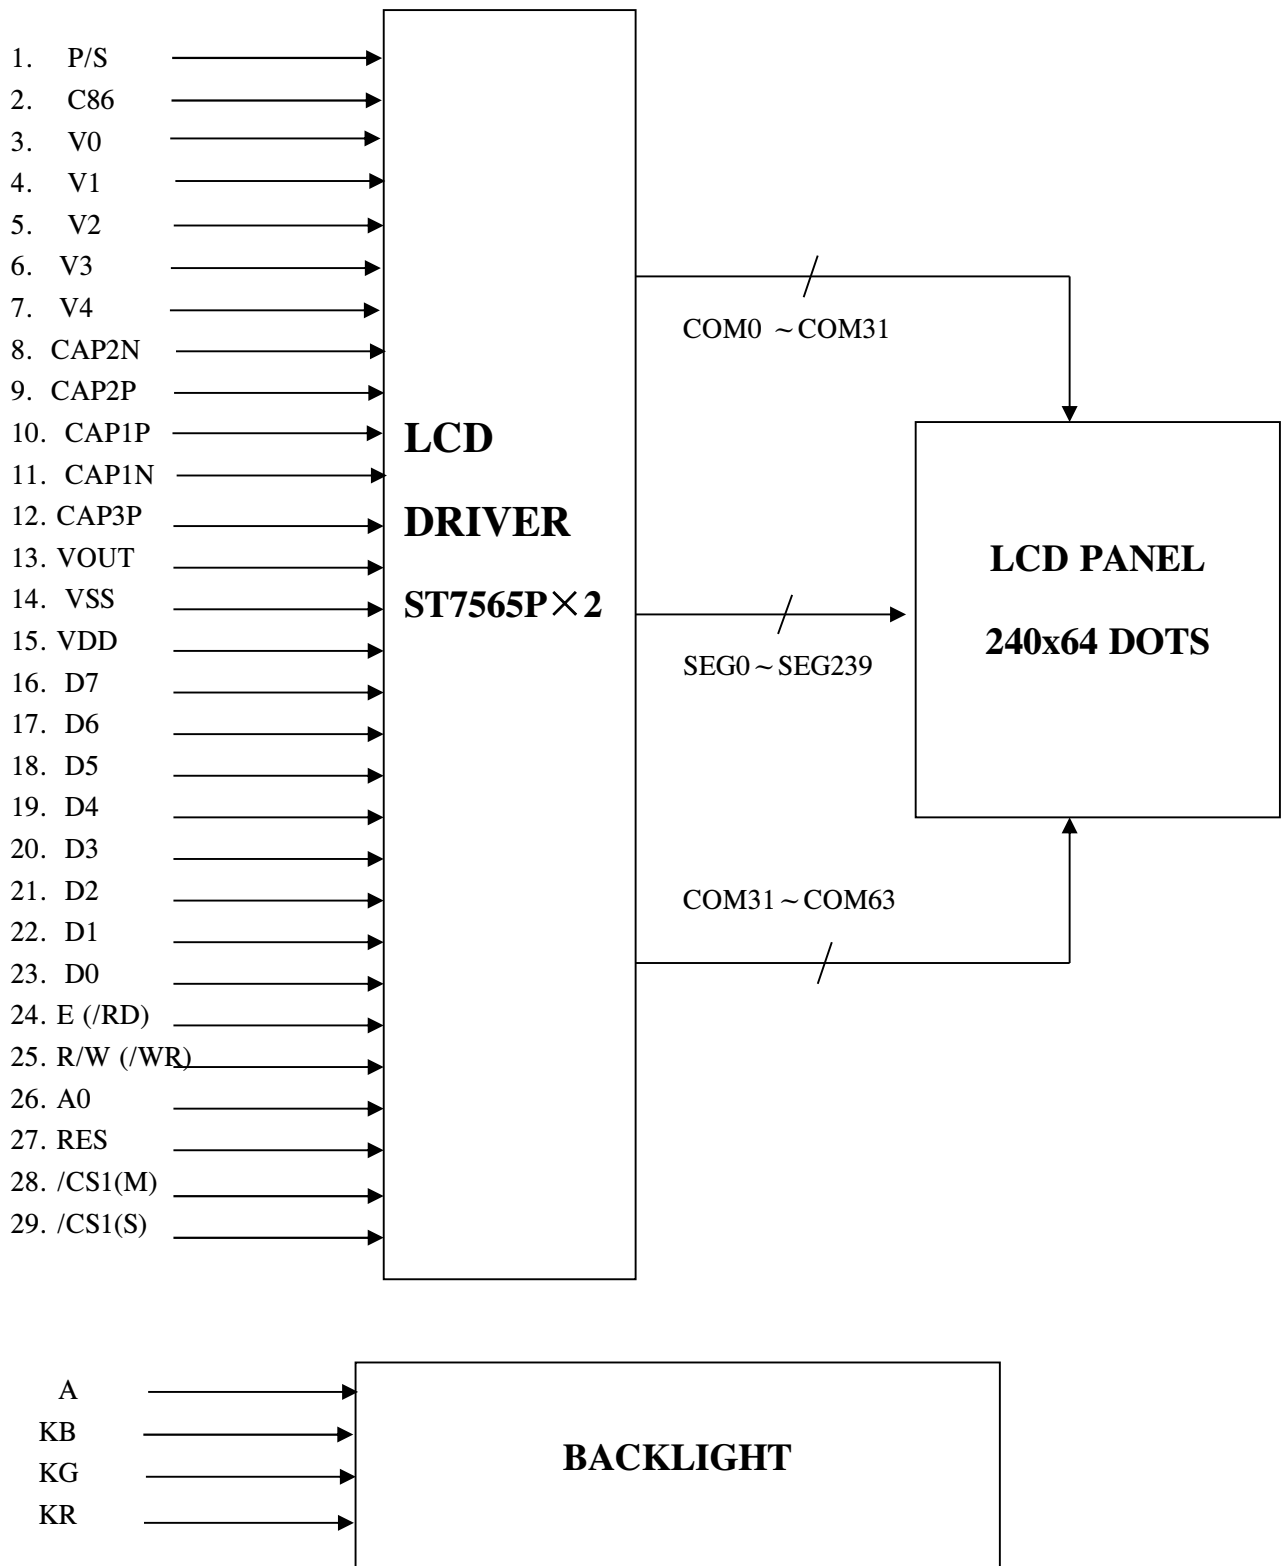 1. P/S
2. C86
3. V0
4. V1
5. V2
6. V3
7. V4
8. CAP2N
9. CAP2P
10. CAP1P
11. CAP1N
12. CAP3P
13. VOUT
14. VSS
15. VDD
16. D7
17. D6
18. D5
19. D4
20. D3
21. D2
22. D1
23. D0
24. E (/RD)
25. R/W (/WR)
26. A0
27. RES
28. /CS1(M)
29. /CS1(S)
LCD
DRIVER
ST7565P×2
COM0 ~COM31
SEG0~SEG239
COM31~COM63
LCD PANEL
240x64 DOTS
A
KB
KG
KR
BACKLIGHT